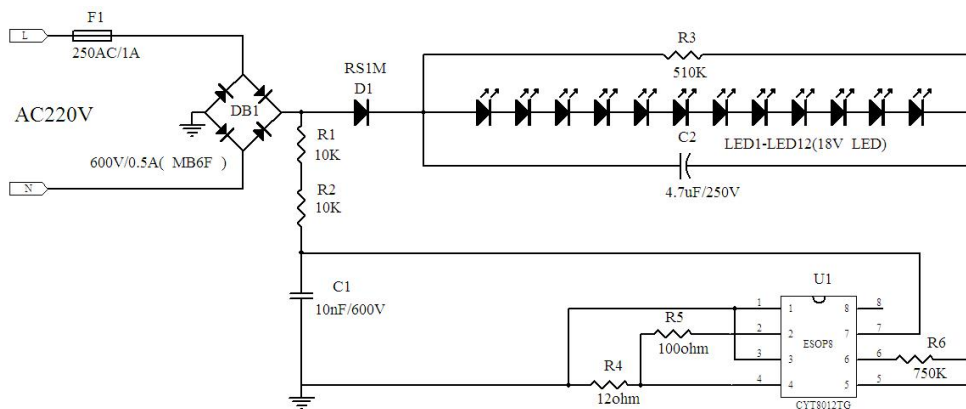 F1
L
250AC/1A
R3
RS1M
510K
D1
AC220V
DB1
R1
10K
C2
LED1-LED12(18V LED)
600V/0.5A( MB6F )
4.7uF/250V
N
R2
10K
U1
C1
10nF/600V
1 1 8 8
R5
2 2 7 7
ESOP8
100ohm
R6
3 3 6 6
R4
750K
4 4 5 5
12ohm
CYT8012TG